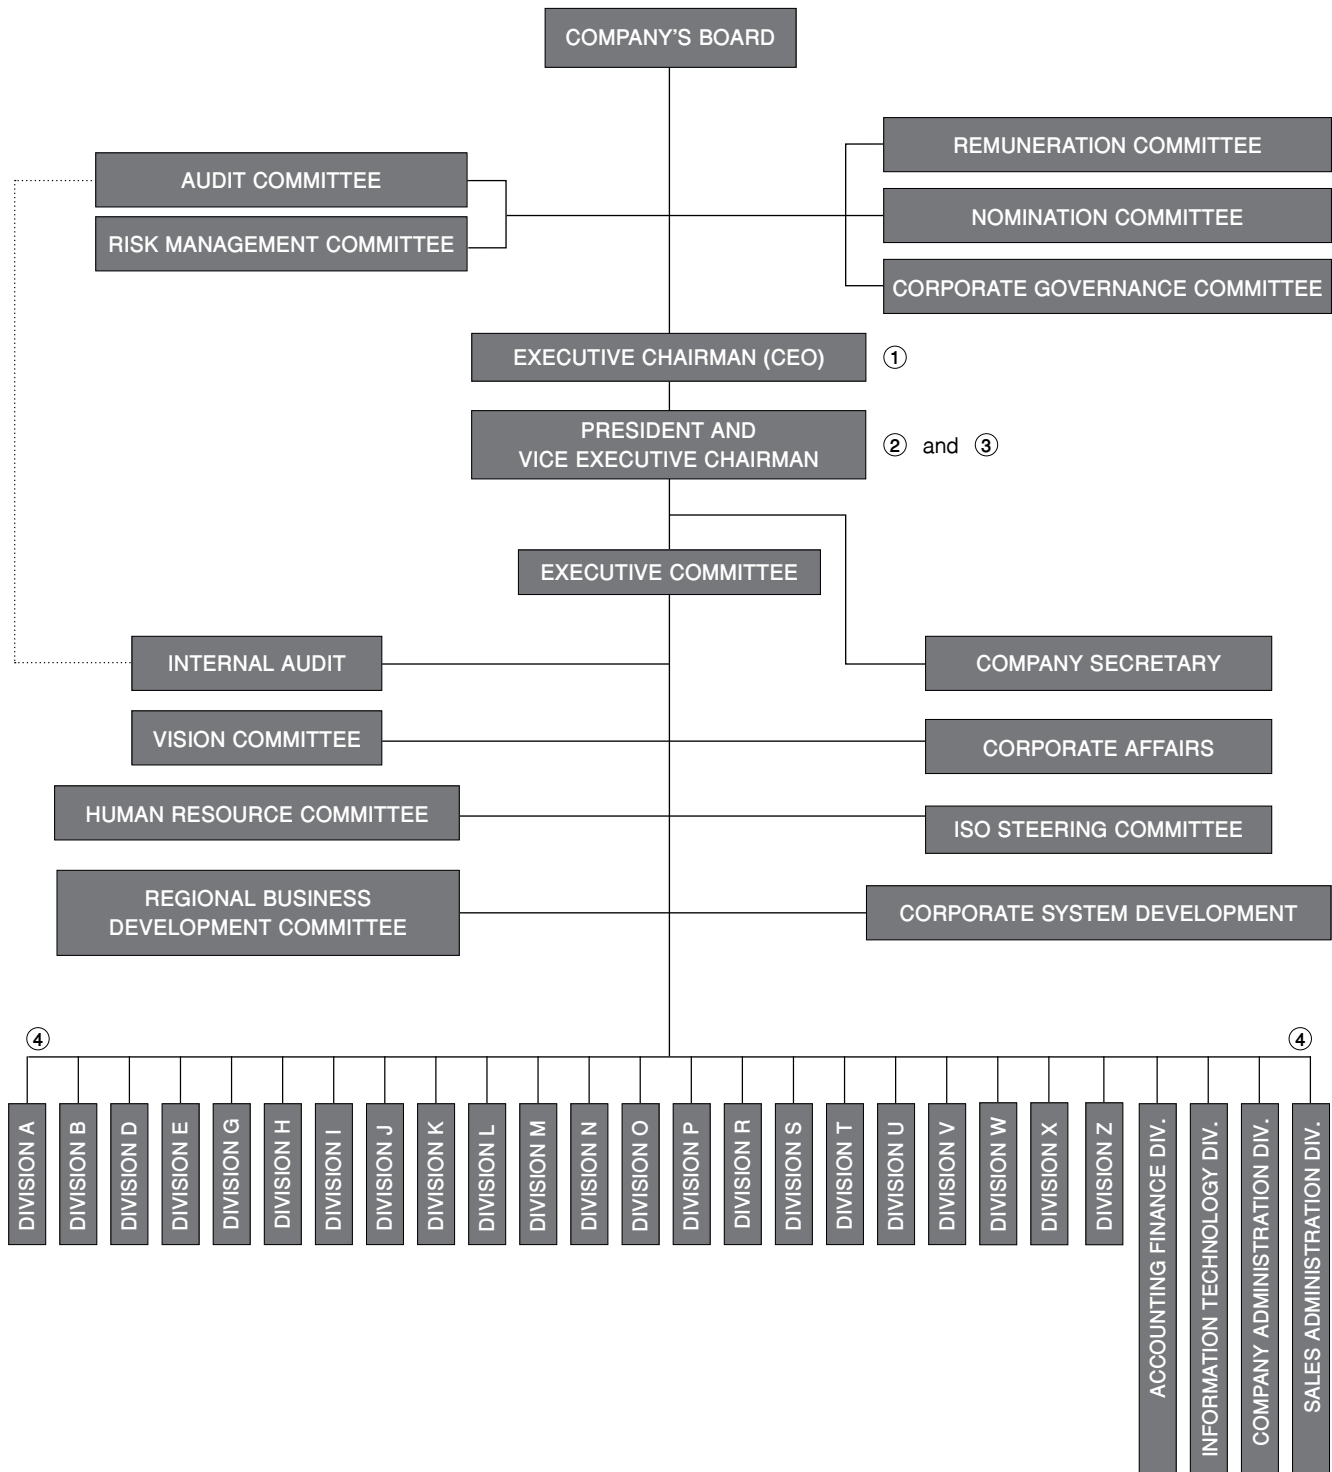 COMPANY'S BOARD
REMUNERATION COMMITTEE
AUDIT COMMITTEE
NOMINATION COMMITTEE
RISK MANAGEMENT COMMITTEE
CORPORATE GOVERNANCE COMMITTEE
EXECUTIVE CHAIRMAN (CEO) ①
PRESIDENT AND
VICE EXECUTIVE CHAIRMAN
② and ③
EXECUTIVE COMMITTEE
INTERNAL AUDIT
COMPANY SECRETARY
VISION COMMITTEE
CORPORATE AFFAIRS
HUMAN RESOURCE COMMITTEE
ISO STEERING COMMITTEE
REGIONAL BUSINESS
DEVELOPMENT COMMITTEE
CORPORATE SYSTEM DEVELOPMENT
④
④
DIVISION A
DIVISION B
DIVISION D
DIVISION E
DIVISION G
DIVISION H
DIVISION I
DIVISION J
DIVISION K
DIVISION L
DIVISION M
DIVISION N
DIVISION O
DIVISION P
DIVISION R
DIVISION S
DIVISION T
DIVISION U
DIVISION V
DIVISION W
DIVISION X
DIVISION Z
ACCOUNTING FINANCE DIV.
INFORMATION TECHNOLOGY DIV.
COMPANY ADMINISTRATION DIV.
SALES ADMINISTRATION DIV.